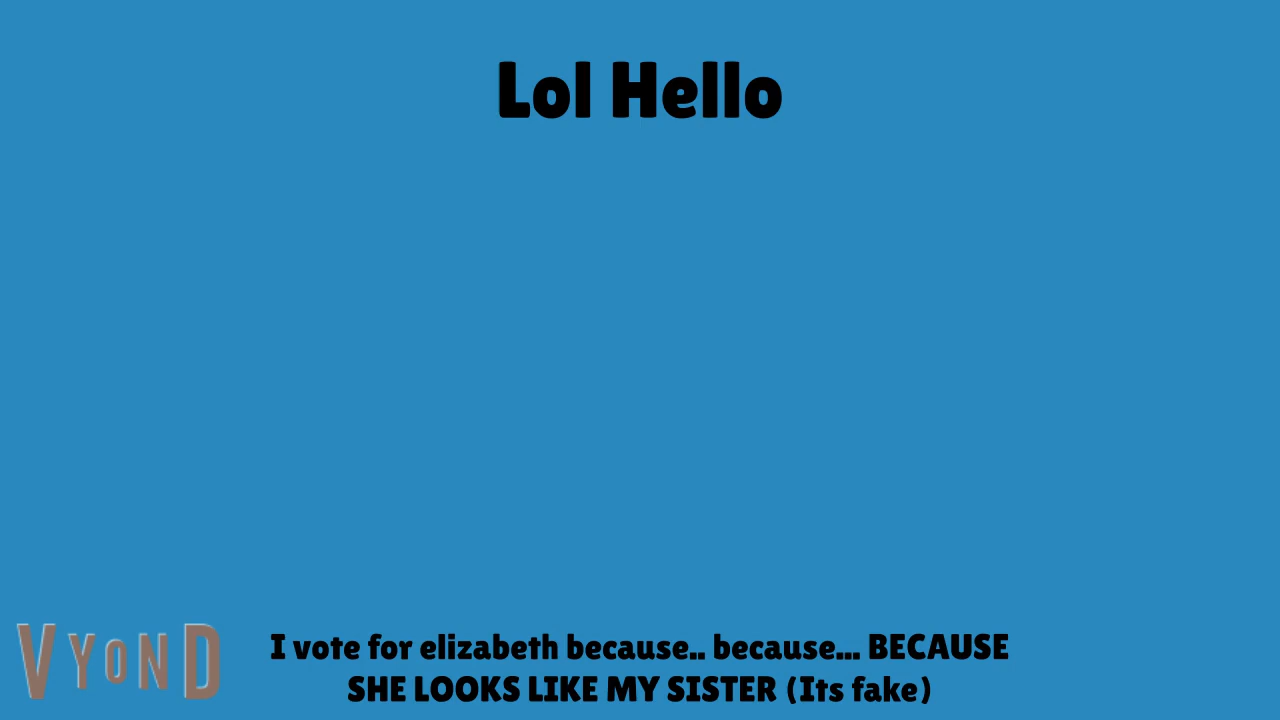 Lol Hello
VYOND
I vote for elizabeth because.. because... BECAUSE
SHE LOOKS LIKE MY SISTER (Its fake)